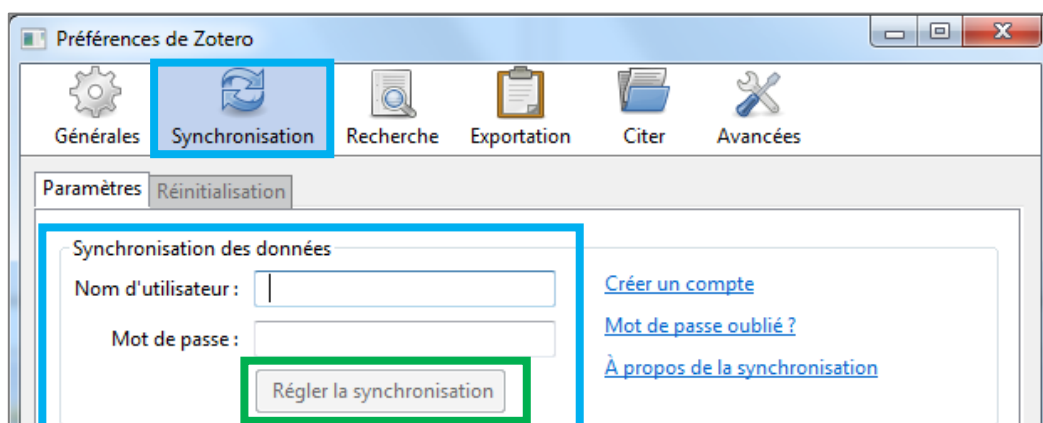 Préférences de Zotero
Générales Synchronisation Recherche Exportation Citer Avancées
Paramètres Réinitialisation
Synchronisation des données
Nom d'utilisateur : Créer un compte
Mot de passe : Mot de passe oublié ?
À propos de la synchronisation
Régler la synchronisation